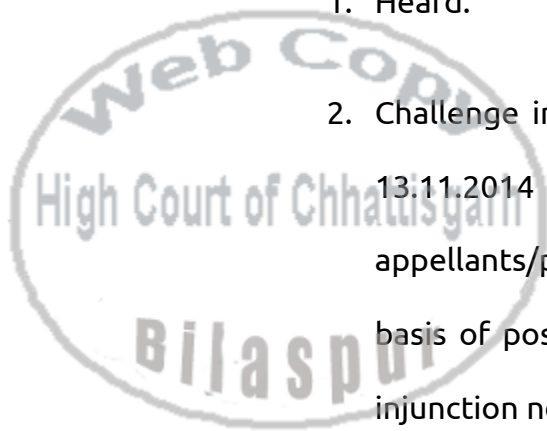 1. Heard.
Web Copy
2. Challenge in
High Court of Chhattisgarh
13.11.2014
appellants/p
Bilaspur
basis of pos
injunction n